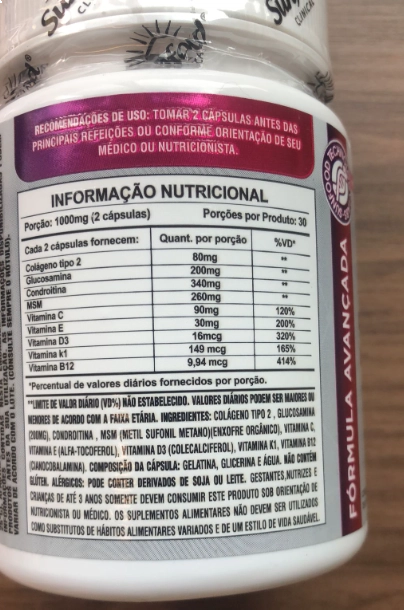 RECOMENDAÇÕES DE USO: TOMAR 2 CÁPSULAS ANTES DAS
PRINCIPAIS REFEIÇÕES OU CONFORME ORIENTAÇÃO DE SEU
MÉDICO OU NUTRICIONISTA.
INFORMAÇÃO NUTRICIONAL
Porção: 1000mg (2 cápsulas) Porções por Produto: 30
Cada 2 cápsulas fornecem: Quant. por porção %VD*
Colágeno tipo 2 80mg **
Glucosamina 200mg **
Condroitina 340mg **
MSM 260mg **
Vitamina C 90mg 120%
Vitamina E 30mg 200%
Vitamina D3 16mcg 320%
Vitamina k1 149 mcg 165%
Vitamina B12 9,94 mcg 414%
*Percentual de valores diários fornecidos por porção.
**LIMITE DE VALOR DIÁRIO (VD%) NÃO ESTABELECIDO. VALORES DIÁRIOS PODEM SER MAIORES OU
MENORES DE ACORDO COM A FAIXA ETÁRIA. INGREDIENTES: COLÁGENO TIPO 2 , GLUCOSAMINA
(200MG), CONDROITINA , MSM (METIL SUFONIL METANO)(ENXOFRE ORGÂNICO), VITAMINA
C, VITAMINA E (ALFA-TOCOFEROL), VITAMINA D3 (COLECALCIFEROL), VITAMINA K1, VITAMINA B12
(CIANOCOBALAMINA). COMPOSIÇÃO DA CÁPSULA: GELATINA, GLICERINA E ÁGUA. NÃO CONTÉM
GLÚTEN. ALÉRGICOS: PODE CONTER DERIVADOS DE SOJA OU LEITE. GESTANTES,NUTRIZES E
CRIANÇAS DE ATÉ 3 ANOS SOMENTE DEVEM CONSUMIR ESTE PRODUTO SOB ORIENTAÇÃO DE
NUTRICIONISTA OU MÉDICO. OS SUPLEMENTOS ALIMENTARES NÃO DEVEM SER UTILIZADOS
COMO SUBSTITUTOS DE HÁBITOS ALIMENTARES VARIADOS E DE UM ESTILO DE VIDA SAUDÁVEL.
FÓRMULA AVANÇADA
VARIAR DE ACORDO COM O LOTE. (CONSULTE SEMPRE O RÓTULO).